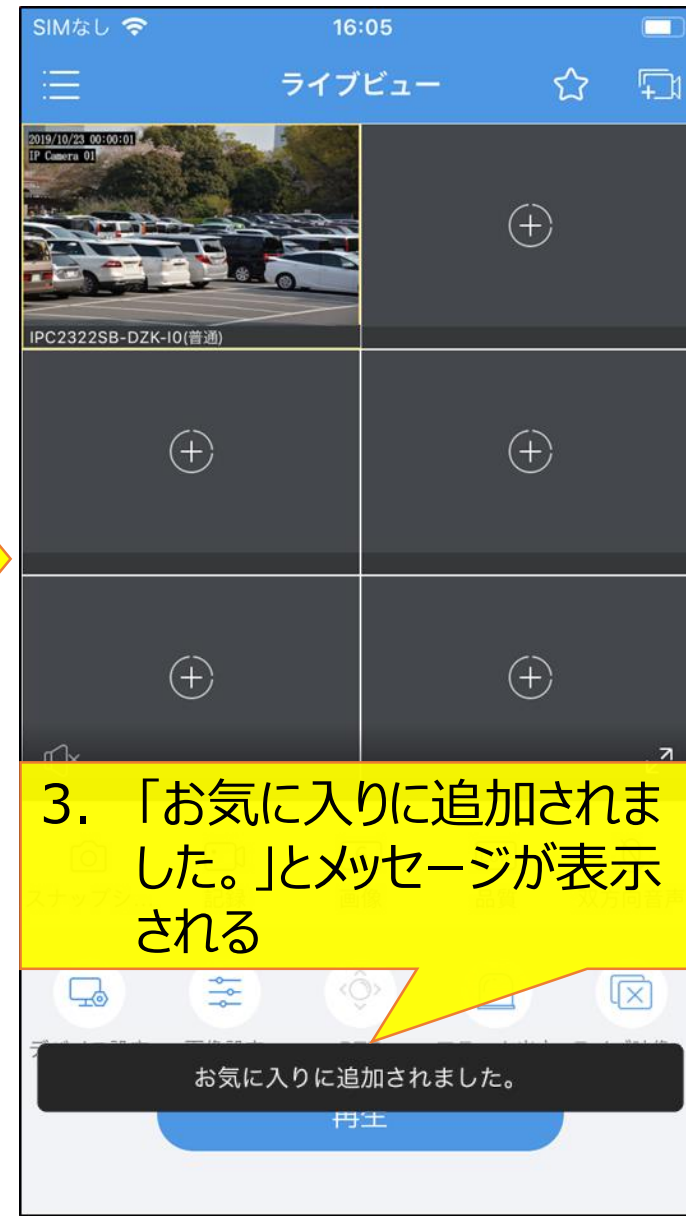 SIMなし
16:05
ライブビュー
2019/10/23 00:00:01
IP Camera 01
IPC2322SB-DZK-I0(普通)
3. 「お気に入りに追加されま
した。」とメッセージが表示
される
お気に入りに追加されました。
再生